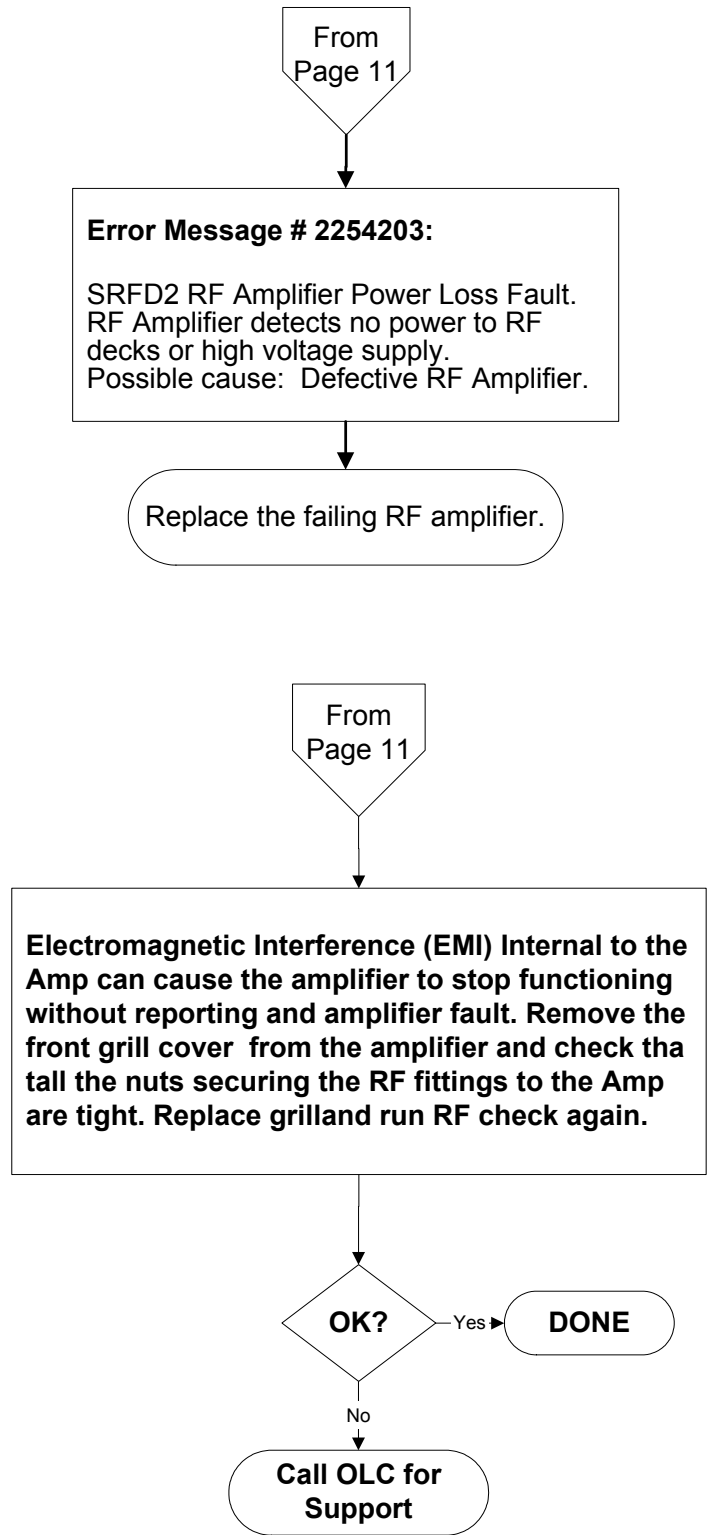 From
Page 11
Error Message # 2254203:
SRFD2 RF Amplifier Power Loss Fault.
RF Amplifier detects no power to RF
decks or high voltage supply.
Possible cause:  Defective RF Amplifier.
Replace the failing RF amplifier.
From
Page 11
Electromagnetic Interference (EMI) Internal to the
Amp can cause the amplifier to stop functioning
without reporting and amplifier fault. Remove the
front grill cover  from the amplifier and check tha
tall the nuts securing the RF fittings to the Amp
are tight. Replace grilland run RF check again.
OK?
Yes
DONE
No
Call OLC for
Support